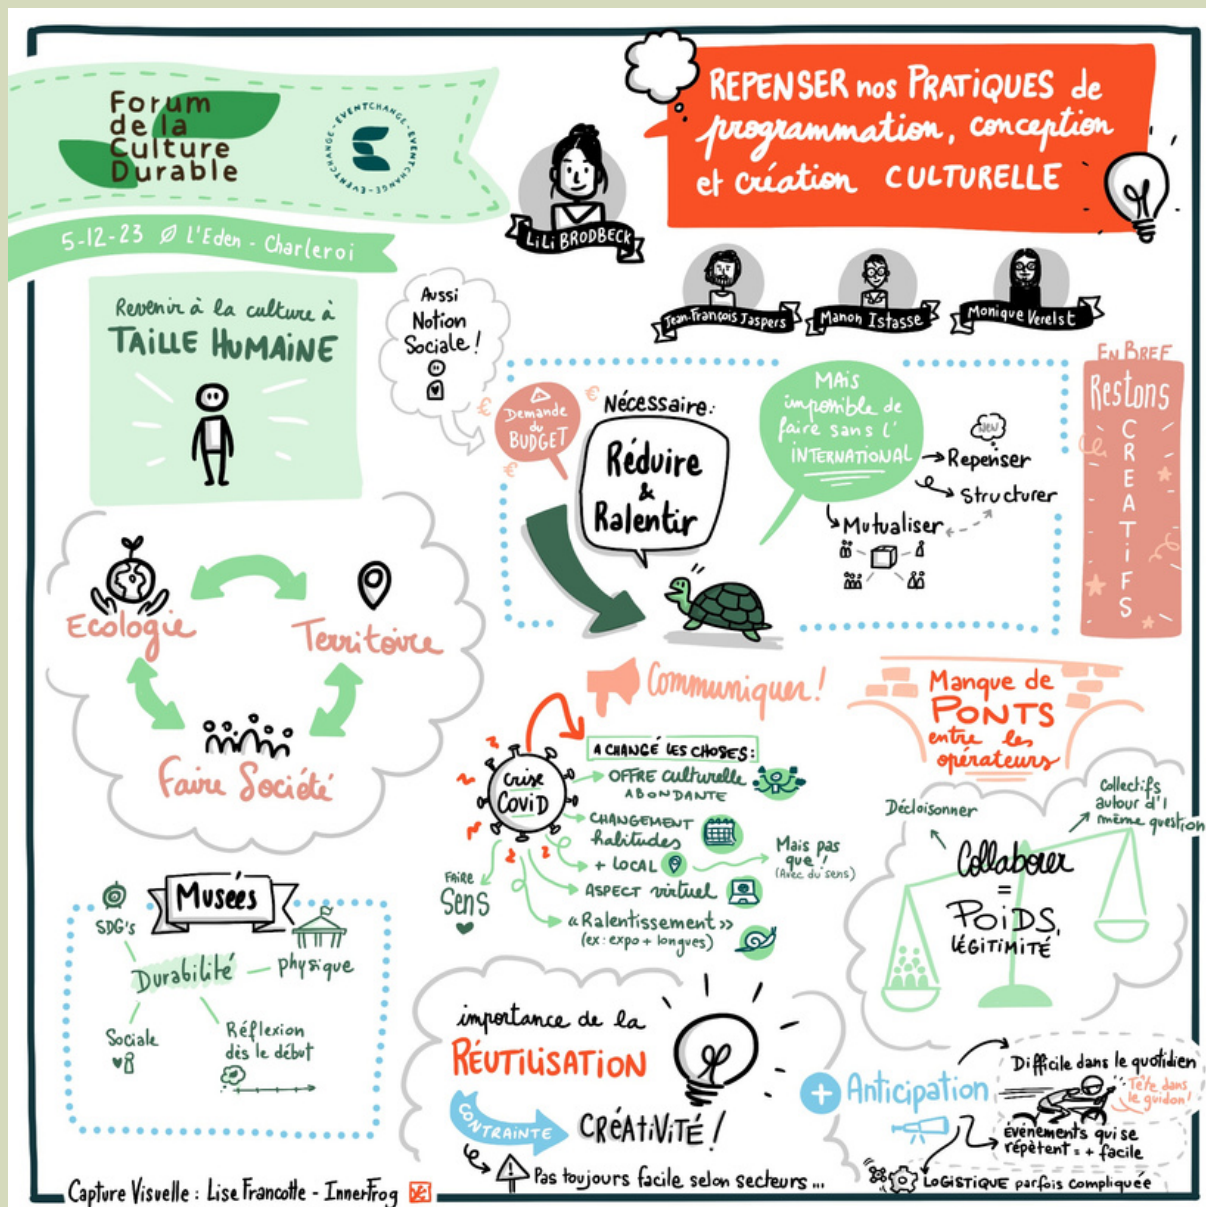 Forum
de la
Culture
Durable
EVENTCHANGE-EVENTCHANGE-EVENTCHANGE-
5-12-23 L'Eden - Charleroi
REPENSER nos PRATIQUES de
programmation, conception
et création CULTURELLE
LiLi BRODBECK
Jean-François Jaspers
Manon Istasse
Monique Verelst
Revenir à la culture à
TAILLE HUMAINE
Aussi
Notion
Sociale !
Demande
du
BUDGET
€
€
€
Nécessaire:
Réduire
&
Ralentir
MAis
impossible de
faire sans l'
INTERNATIONAL
NEW
Repenser
Structurer
Mutualiser
EN BREF
Restons
CREATiFS
Ecologie
Territoire
Faire Société
Communiquer !
crise
COVID
A CHANGÉ LES CHOSES:
OFFRE culturelle
ABONDANTE
CHANGEMENT
habitudes
+ LOCAL
Mais pas
que !
(Avec du sens)
ASPECT virtuel
«Ralentissement»
(ex: expo + longues)
FAIRE
Sens
Manque de
PONTS
entre les
opérateurs
Décloisonner
Collectifs
autour d'1
même question
Collaborer
=
POiDS,
LÉGITIMITÉ
Musées
SDG's
Durabilité
physique
Sociale
Réflexion
dès le début
importance de la
RÉUTILISATION
CONTRAINTE
CRÉATiViTÉ !
Pas toujours facile selon secteurs ...
+ Anticipation
Difficile dans le quotidien
Tête dans
le guidon!
événements qui se
répètent = + facile
LOGISTIQUE parfois compliquée
Capture Visuelle : Lise Francotte - InnerFrog